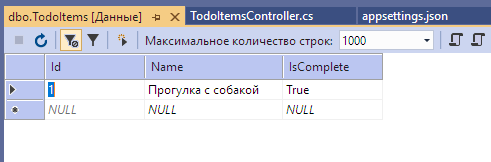 dbo.TodoItems [Данные] TodoItemsController.cs appsettings.json
Максимальное количество строк: 1000
Id Name IsComplete
1 Прогулка с собакой True
NULL NULL NULL